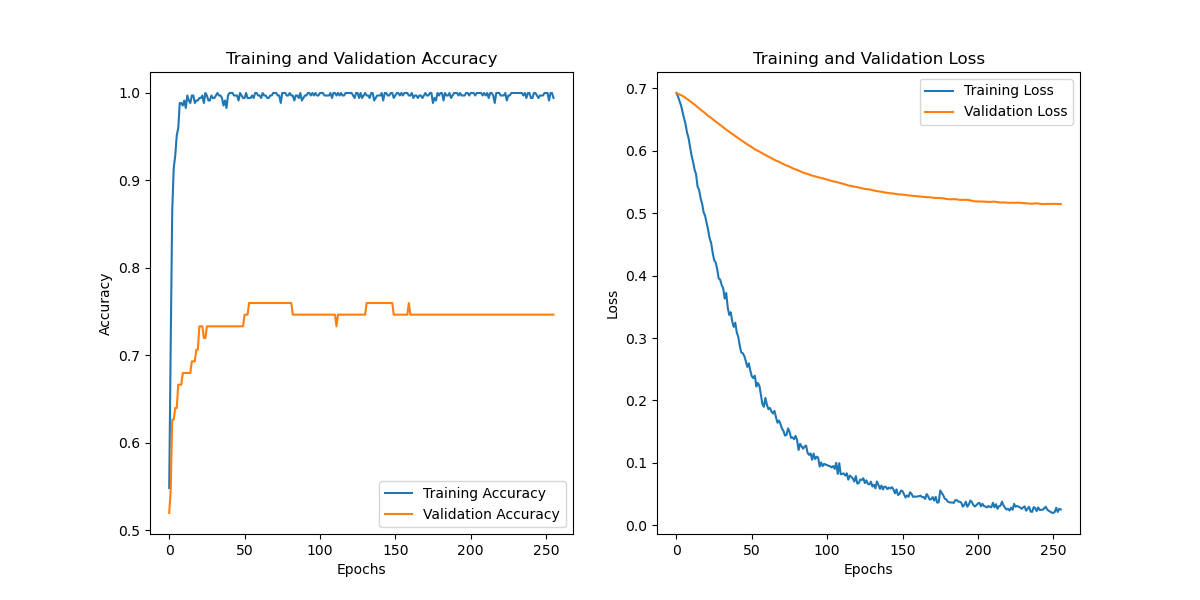 Training and Validation Accuracy
Accuracy
1.0
0.9
0.8
0.7
0.6
0.5
0
50
100
150
200
250
Epochs
Training Accuracy
Validation Accuracy
Training and Validation Loss
Loss
0.7
0.6
0.5
0.4
0.3
0.2
0.1
0.0
0
50
100
150
200
250
Epochs
Training Loss
Validation Loss